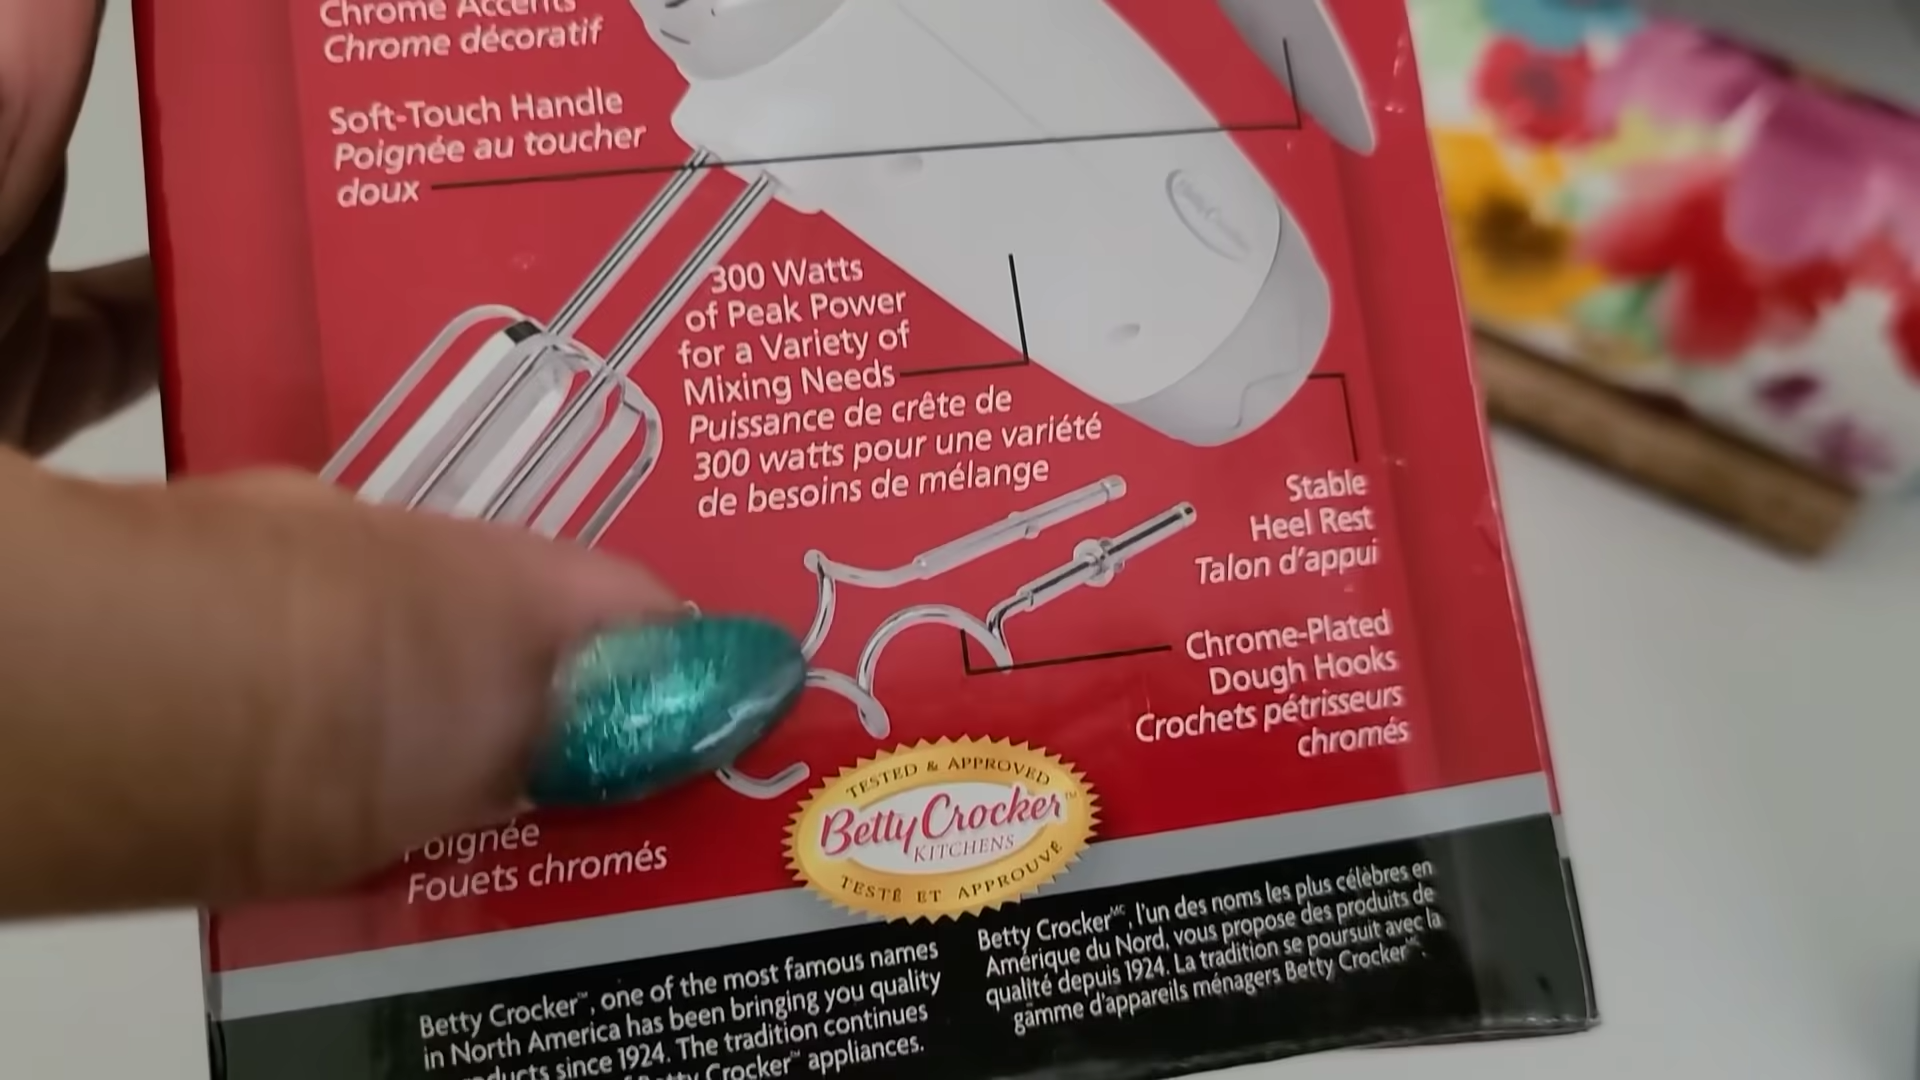 Chrome Accents
Chrome décoratif
Soft-Touch Handle
Poignée au toucher
doux
300 Watts
of Peak Power
for a Variety of
Mixing Needs
Puissance de crête de
300 watts pour une variété
de besoins de mélange
Stable
Heel Rest
Talon d'appui
Chrome-Plated
Dough Hooks
Crochets pétrisseurs
chromés
Poignée
Fouets chromés
TESTED & APPROVED
Betty Crocker™
KITCHENS
TESTÉ ET APPROUVÉ
Betty Crocker™, one of the most famous names
in North America has been bringing you quality
since 1924. The tradition continues
Betty Crocker™ appliances.
Betty Crocker MC, l'un des noms les plus célèbres en
Amérique du Nord, vous propose des produits de
qualité depuis 1924. La tradition se poursuit avec la
gamme d'appareils ménagers Betty Crocker MC.